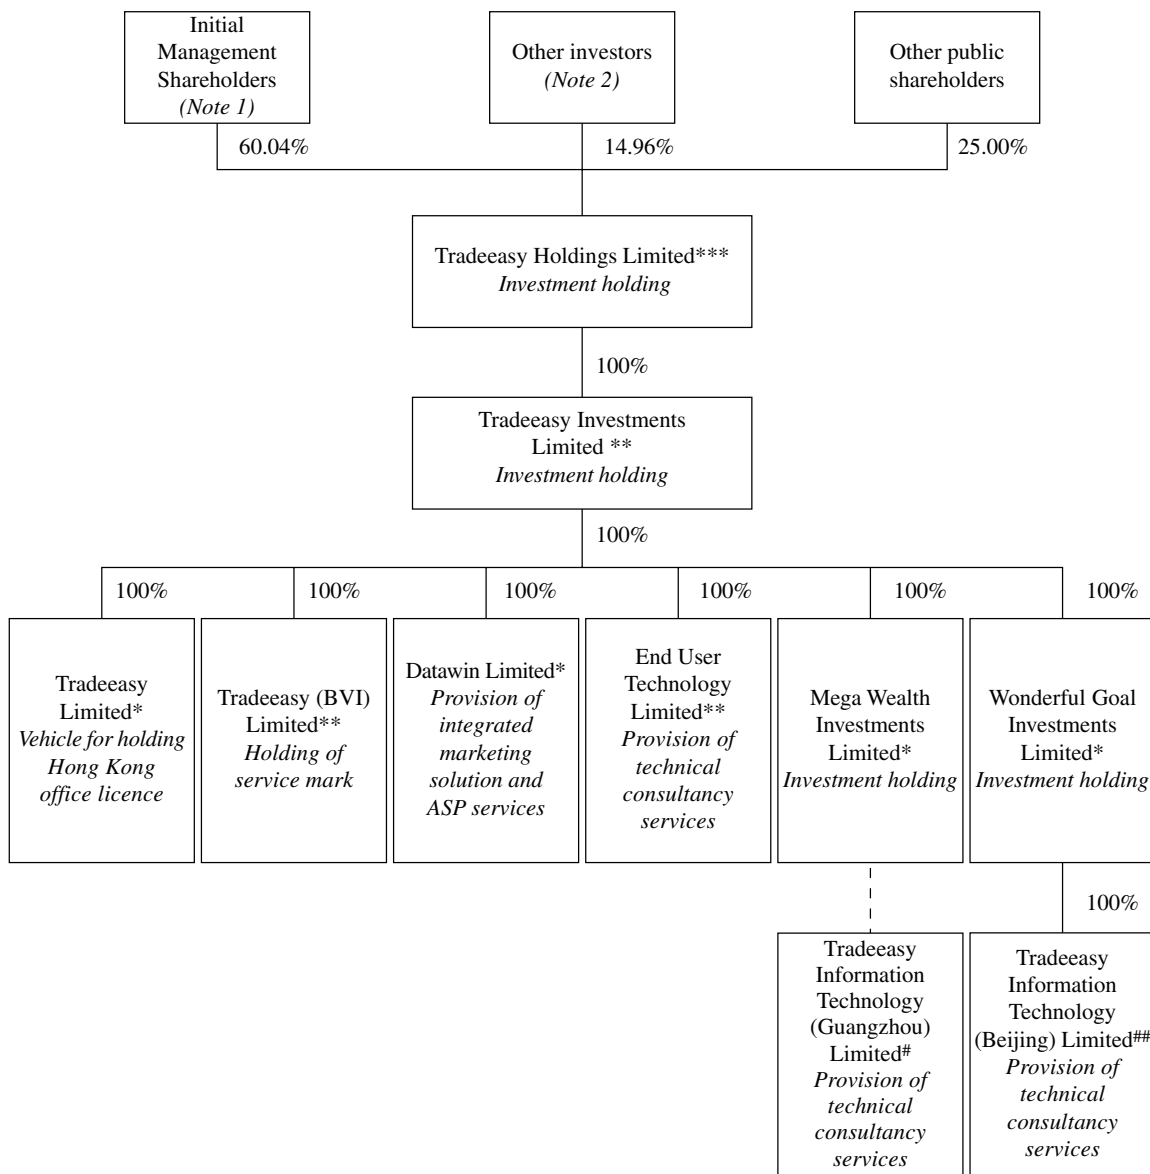 Initial
Management
Shareholders
(Note 1)
Other investors
(Note 2)
Other public
shareholders
60.04%
14.96%
25.00%
Tradeeasy Holdings Limited***
Investment holding
100%
Tradeeasy Investments
Limited **
Investment holding
100%
100%
100%
100%
100%
100%
100%
Tradeeasy
Limited*
Vehicle for holding
Hong Kong
office licence
Tradeeasy (BVI)
Limited**
Holding of
service mark
Datawin Limited*
Provision of
integrated
marketing
solution and
ASP services
End User
Technology
Limited**
Provision of
technical
consultancy
services
Mega Wealth
Investments
Limited*
Investment holding
Wonderful Goal
Investments
Limited*
Investment holding
100%
Tradeeasy
Information
Technology
(Guangzhou)
Limited#
Provision of
technical
consultancy
services
Tradeeasy
Information
Technology
(Beijing) Limited##
Provision of
technical
consultancy
services